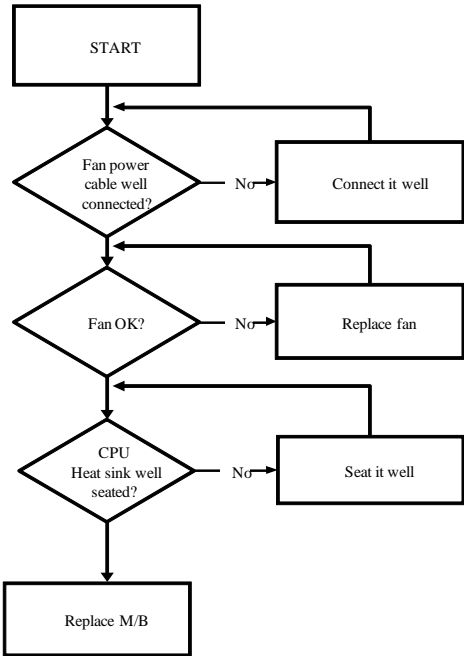 START
Fan power
cable well
connected?
No
Connect it well
Fan OK?
No
Replace fan
CPU
Heat sink well
seated?
No
Seat it well
Replace M/B